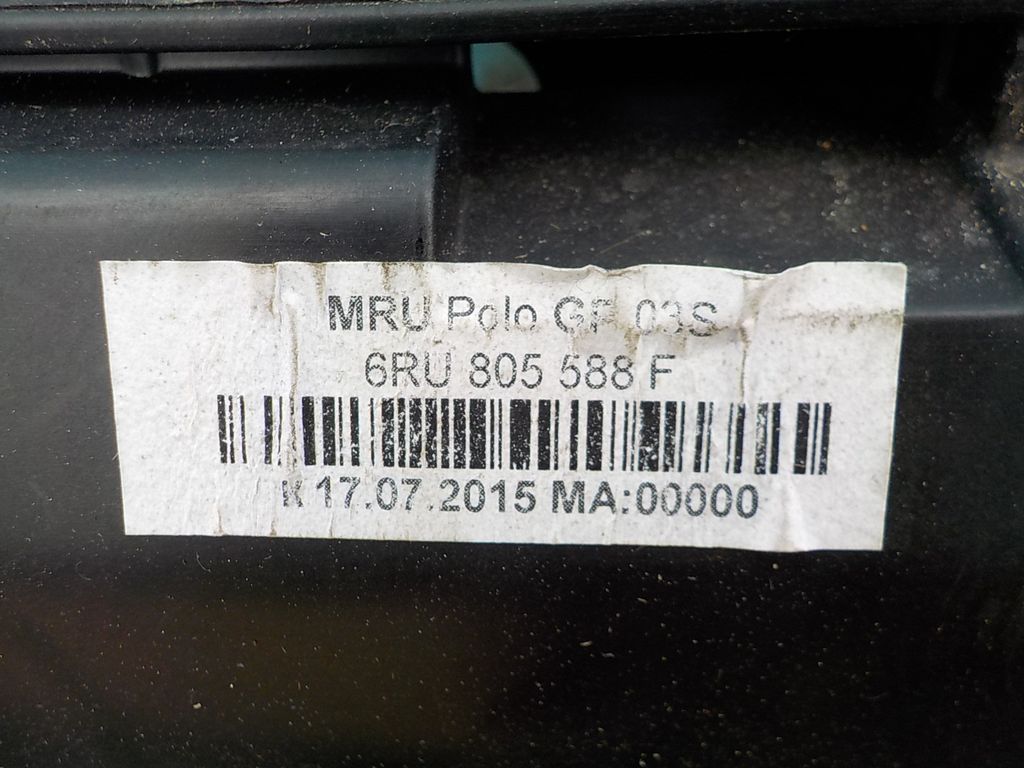 MRU Polo GP 03S
6RU 805 588 F
K 17.07.2015 MA:00000